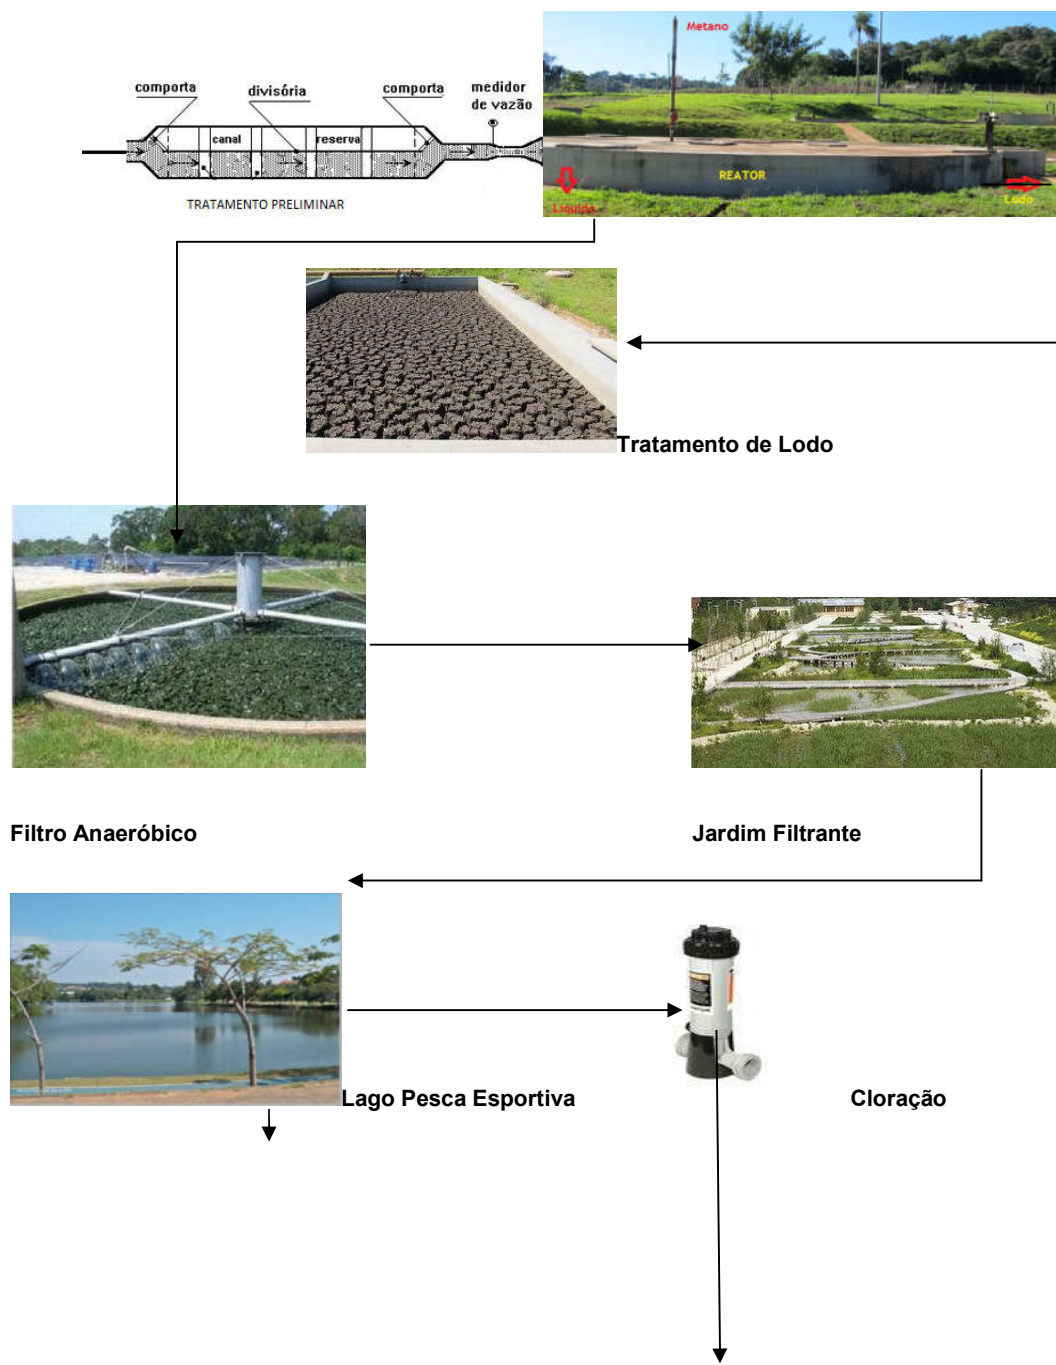 Metano
comporta
divisória
comporta
medidor
de vazão
canal
reserva
TRATAMENTO PRELIMINAR
REATOR
Líquido
Lodo
Tratamento de Lodo
Filtro Anaeróbico
Jardim Filtrante
Lago Pesca Esportiva
Cloração